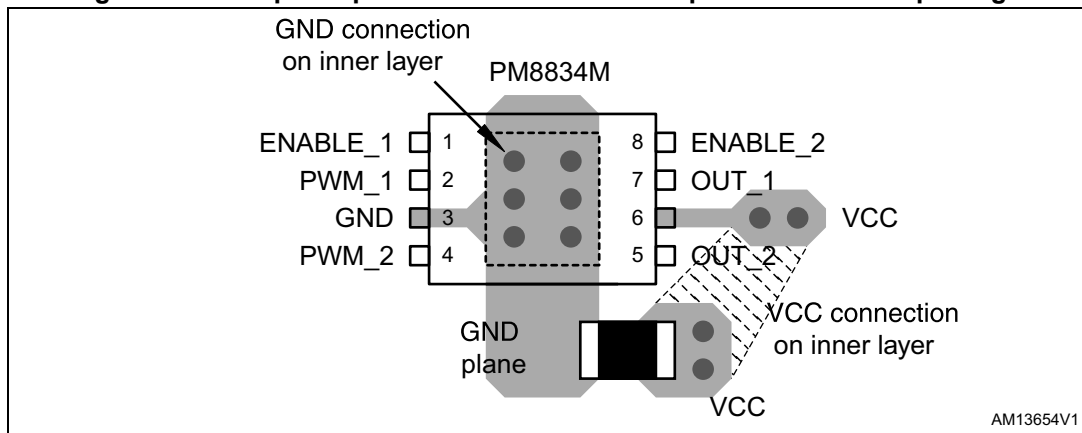 GND connection
on inner layer
PM8834M
ENABLE_1 1 8 ENABLE_2
PWM_1 2 7 OUT_1
GND 3 6 VCC
PWM_2 4 5 OUT_2
GND
plane
VCC connection
on inner layer
VCC
AM13654V1